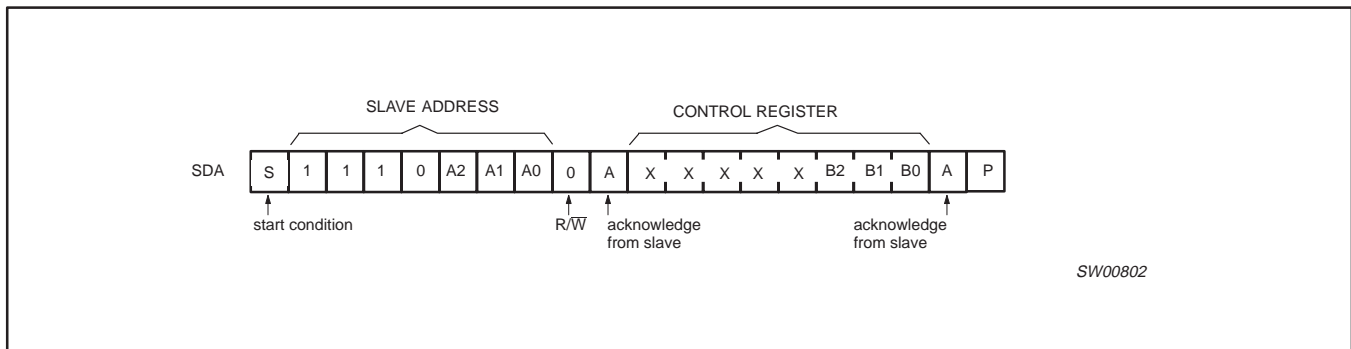 SLAVE ADDRESS CONTROL REGISTER
SDA S 1 1 1 0 A2 A1 A0 0 A X X X X X B2 B1 B0 A P
start condition R/W̅ acknowledge acknowledge
from slave from slave
SW00802